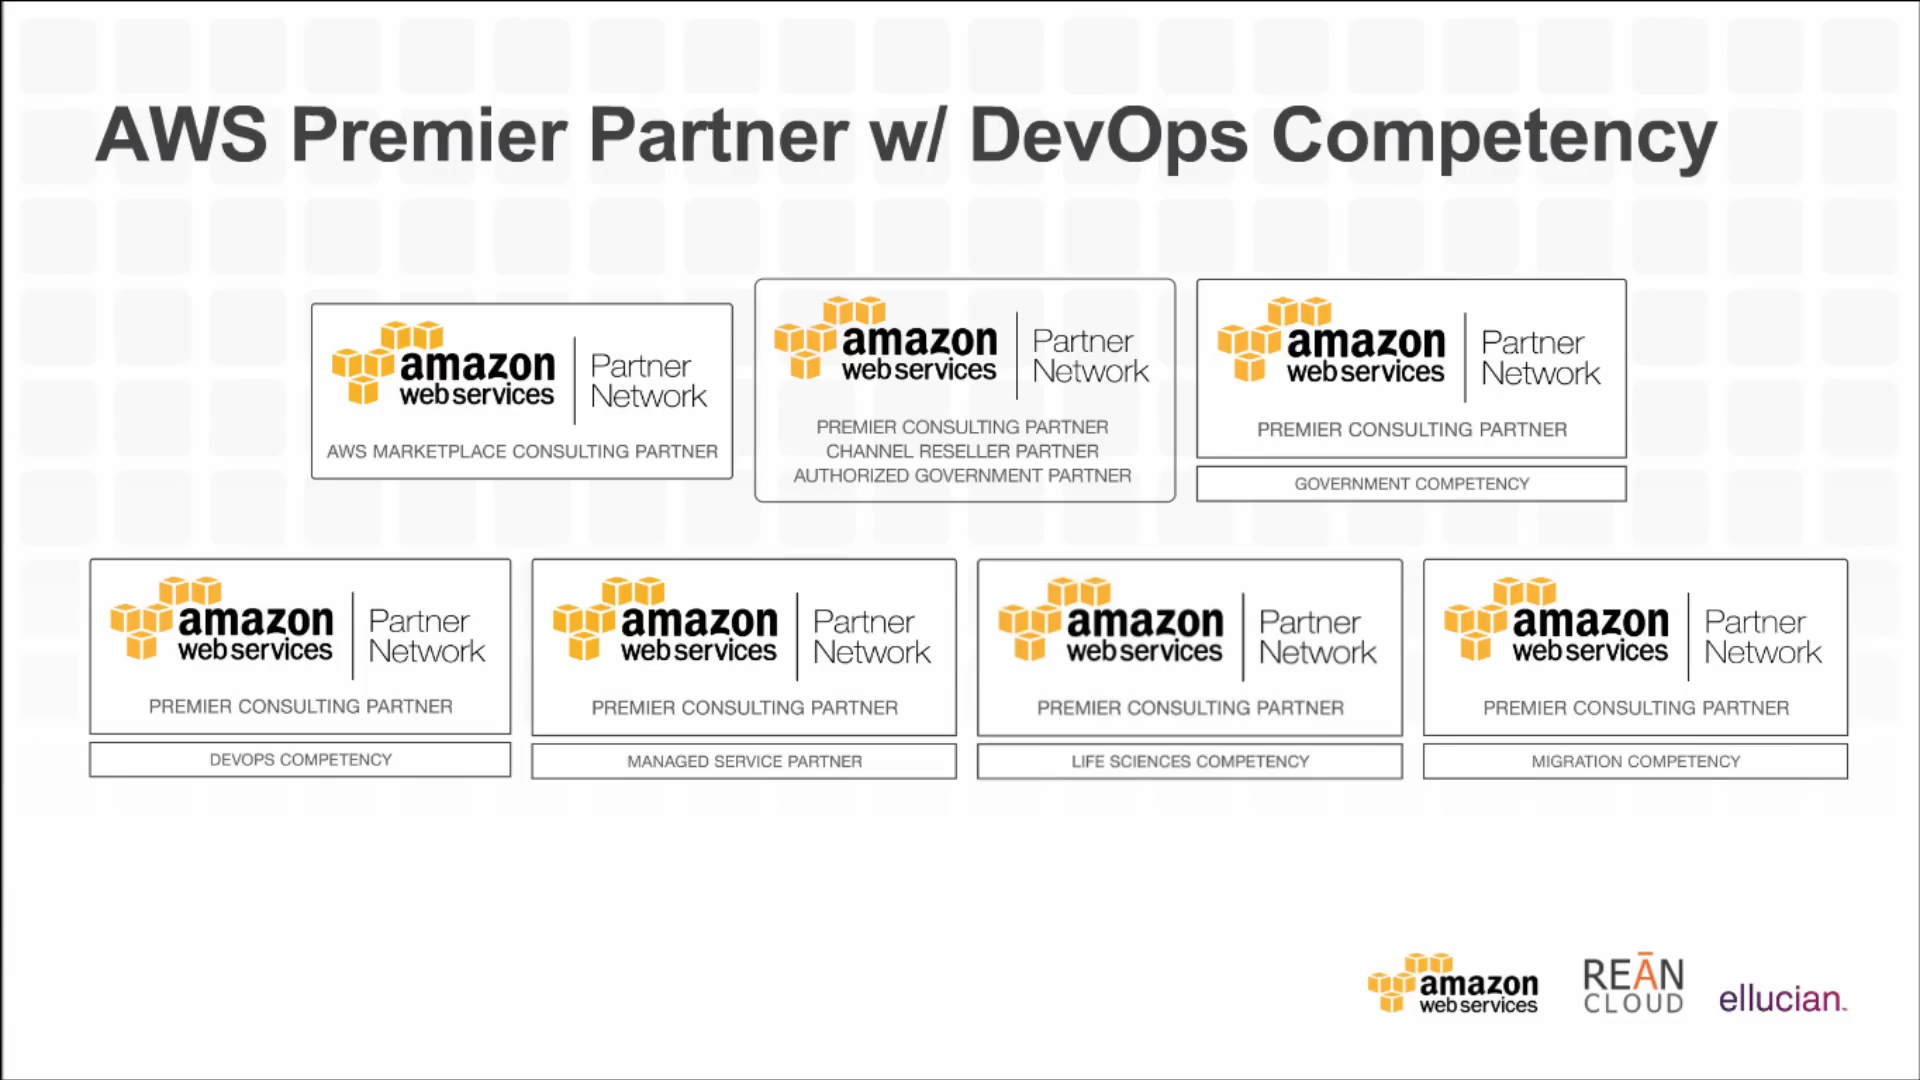 AWS Premier Partner w/ DevOps Competency
amazon
web services
Partner
Network
AWS MARKETPLACE CONSULTING PARTNER
amazon
web services
Partner
Network
PREMIER CONSULTING PARTNER
CHANNEL RESELLER PARTNER
AUTHORIZED GOVERNMENT PARTNER
amazon
web services
Partner
Network
PREMIER CONSULTING PARTNER
GOVERNMENT COMPETENCY
amazon
web services
Partner
Network
PREMIER CONSULTING PARTNER
DEVOPS COMPETENCY
amazon
web services
Partner
Network
PREMIER CONSULTING PARTNER
MANAGED SERVICE PARTNER
amazon
web services
Partner
Network
PREMIER CONSULTING PARTNER
LIFE SCIENCES COMPETENCY
amazon
web services
Partner
Network
PREMIER CONSULTING PARTNER
MIGRATION COMPETENCY
amazon
web services
REĀN
CLOUD
ellucian